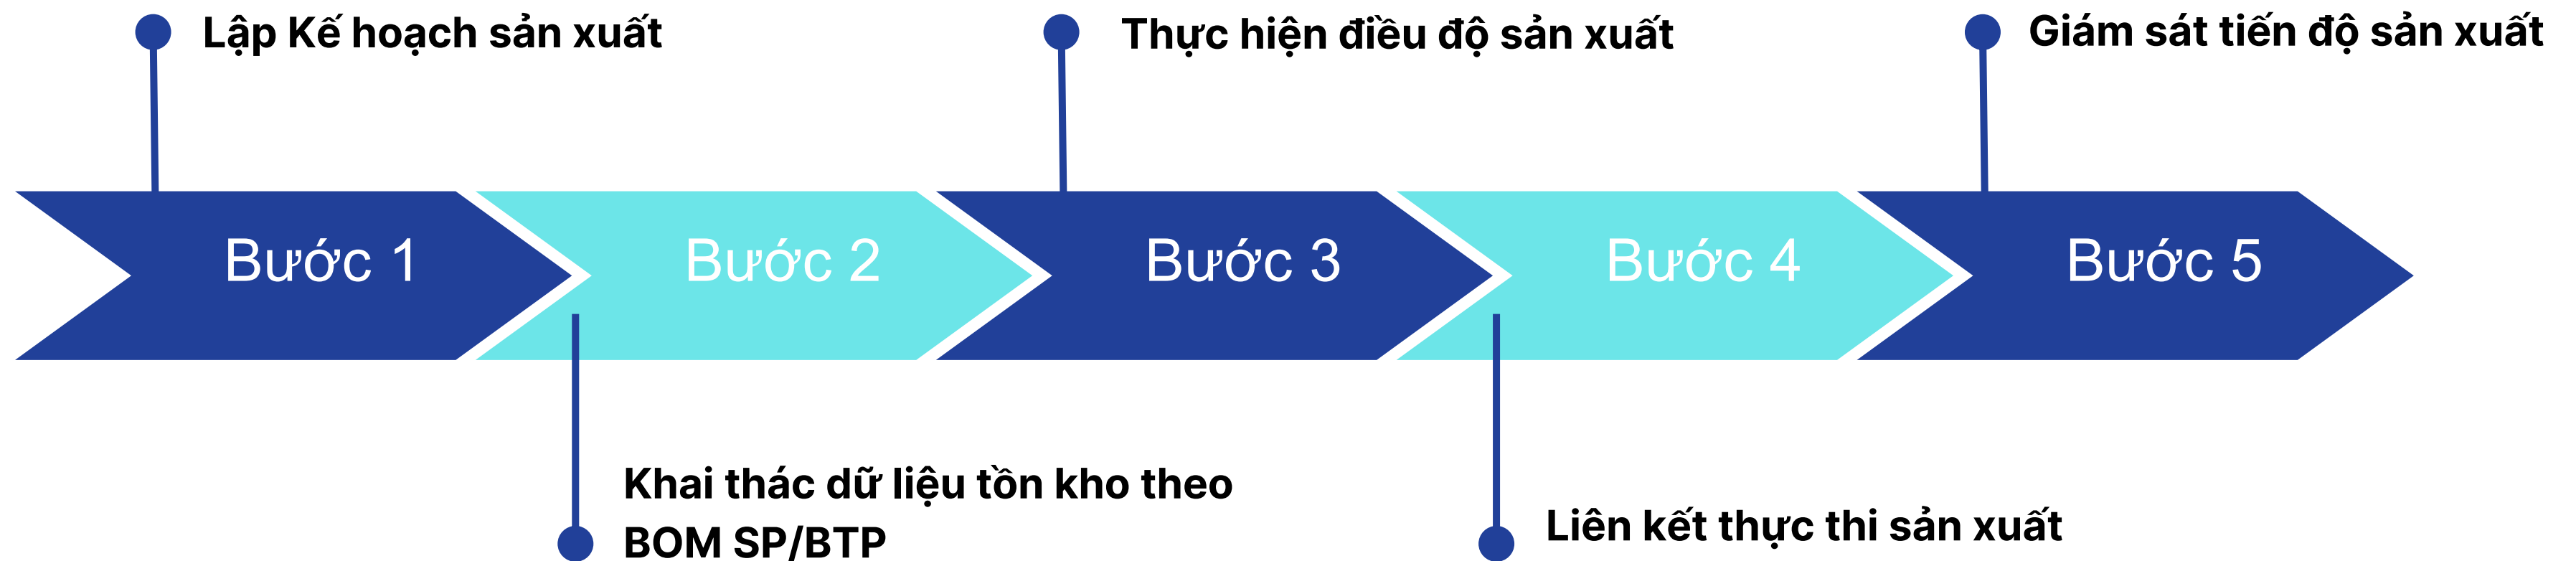 Lập Kế hoạch sản xuất
Thực hiện điều độ sản xuất
Giám sát tiến độ sản xuất
Bước 1
Bước 2
Bước 3
Bước 4
Bước 5
Khai thác dữ liệu tồn kho theo
BOM SP/BTP
Liên kết thực thi sản xuất